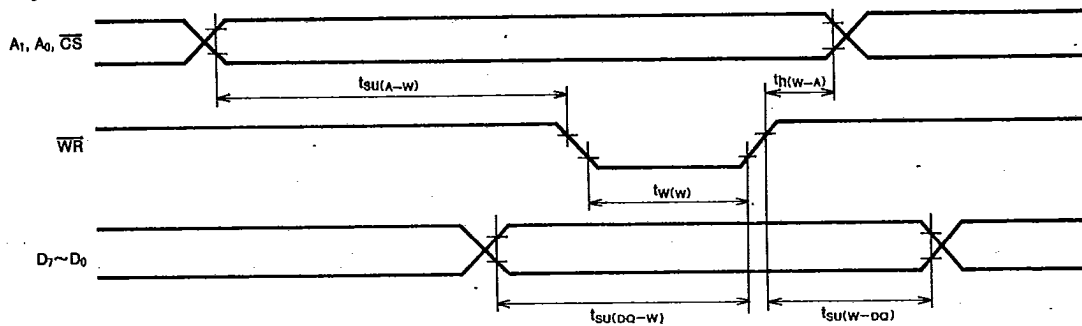 A1, A0, CS
tSU(A-W)
th(W-A)
WR
tW(W)
D7~D0
tSU(DQ-W)
tSU(W-DQ)